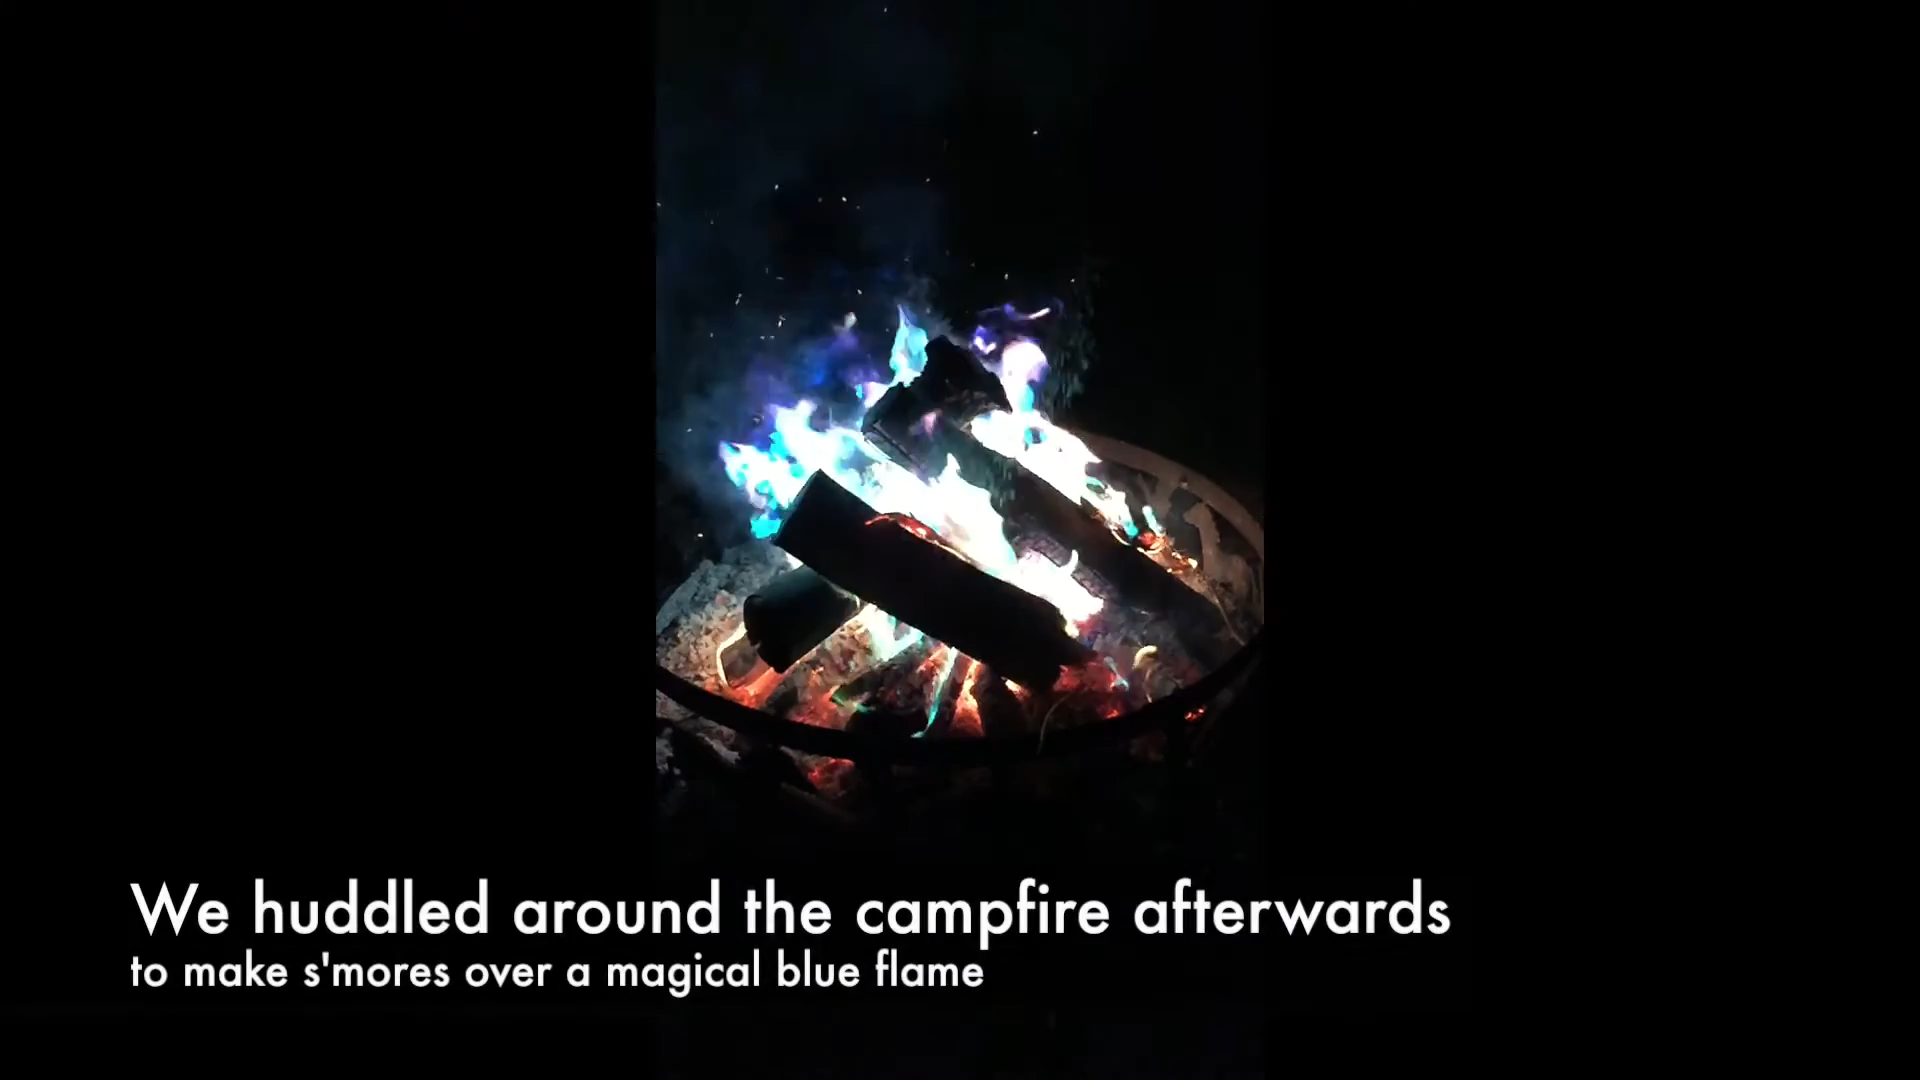 We huddled around the campfire afterwards
to make s'mores over a magical blue flame